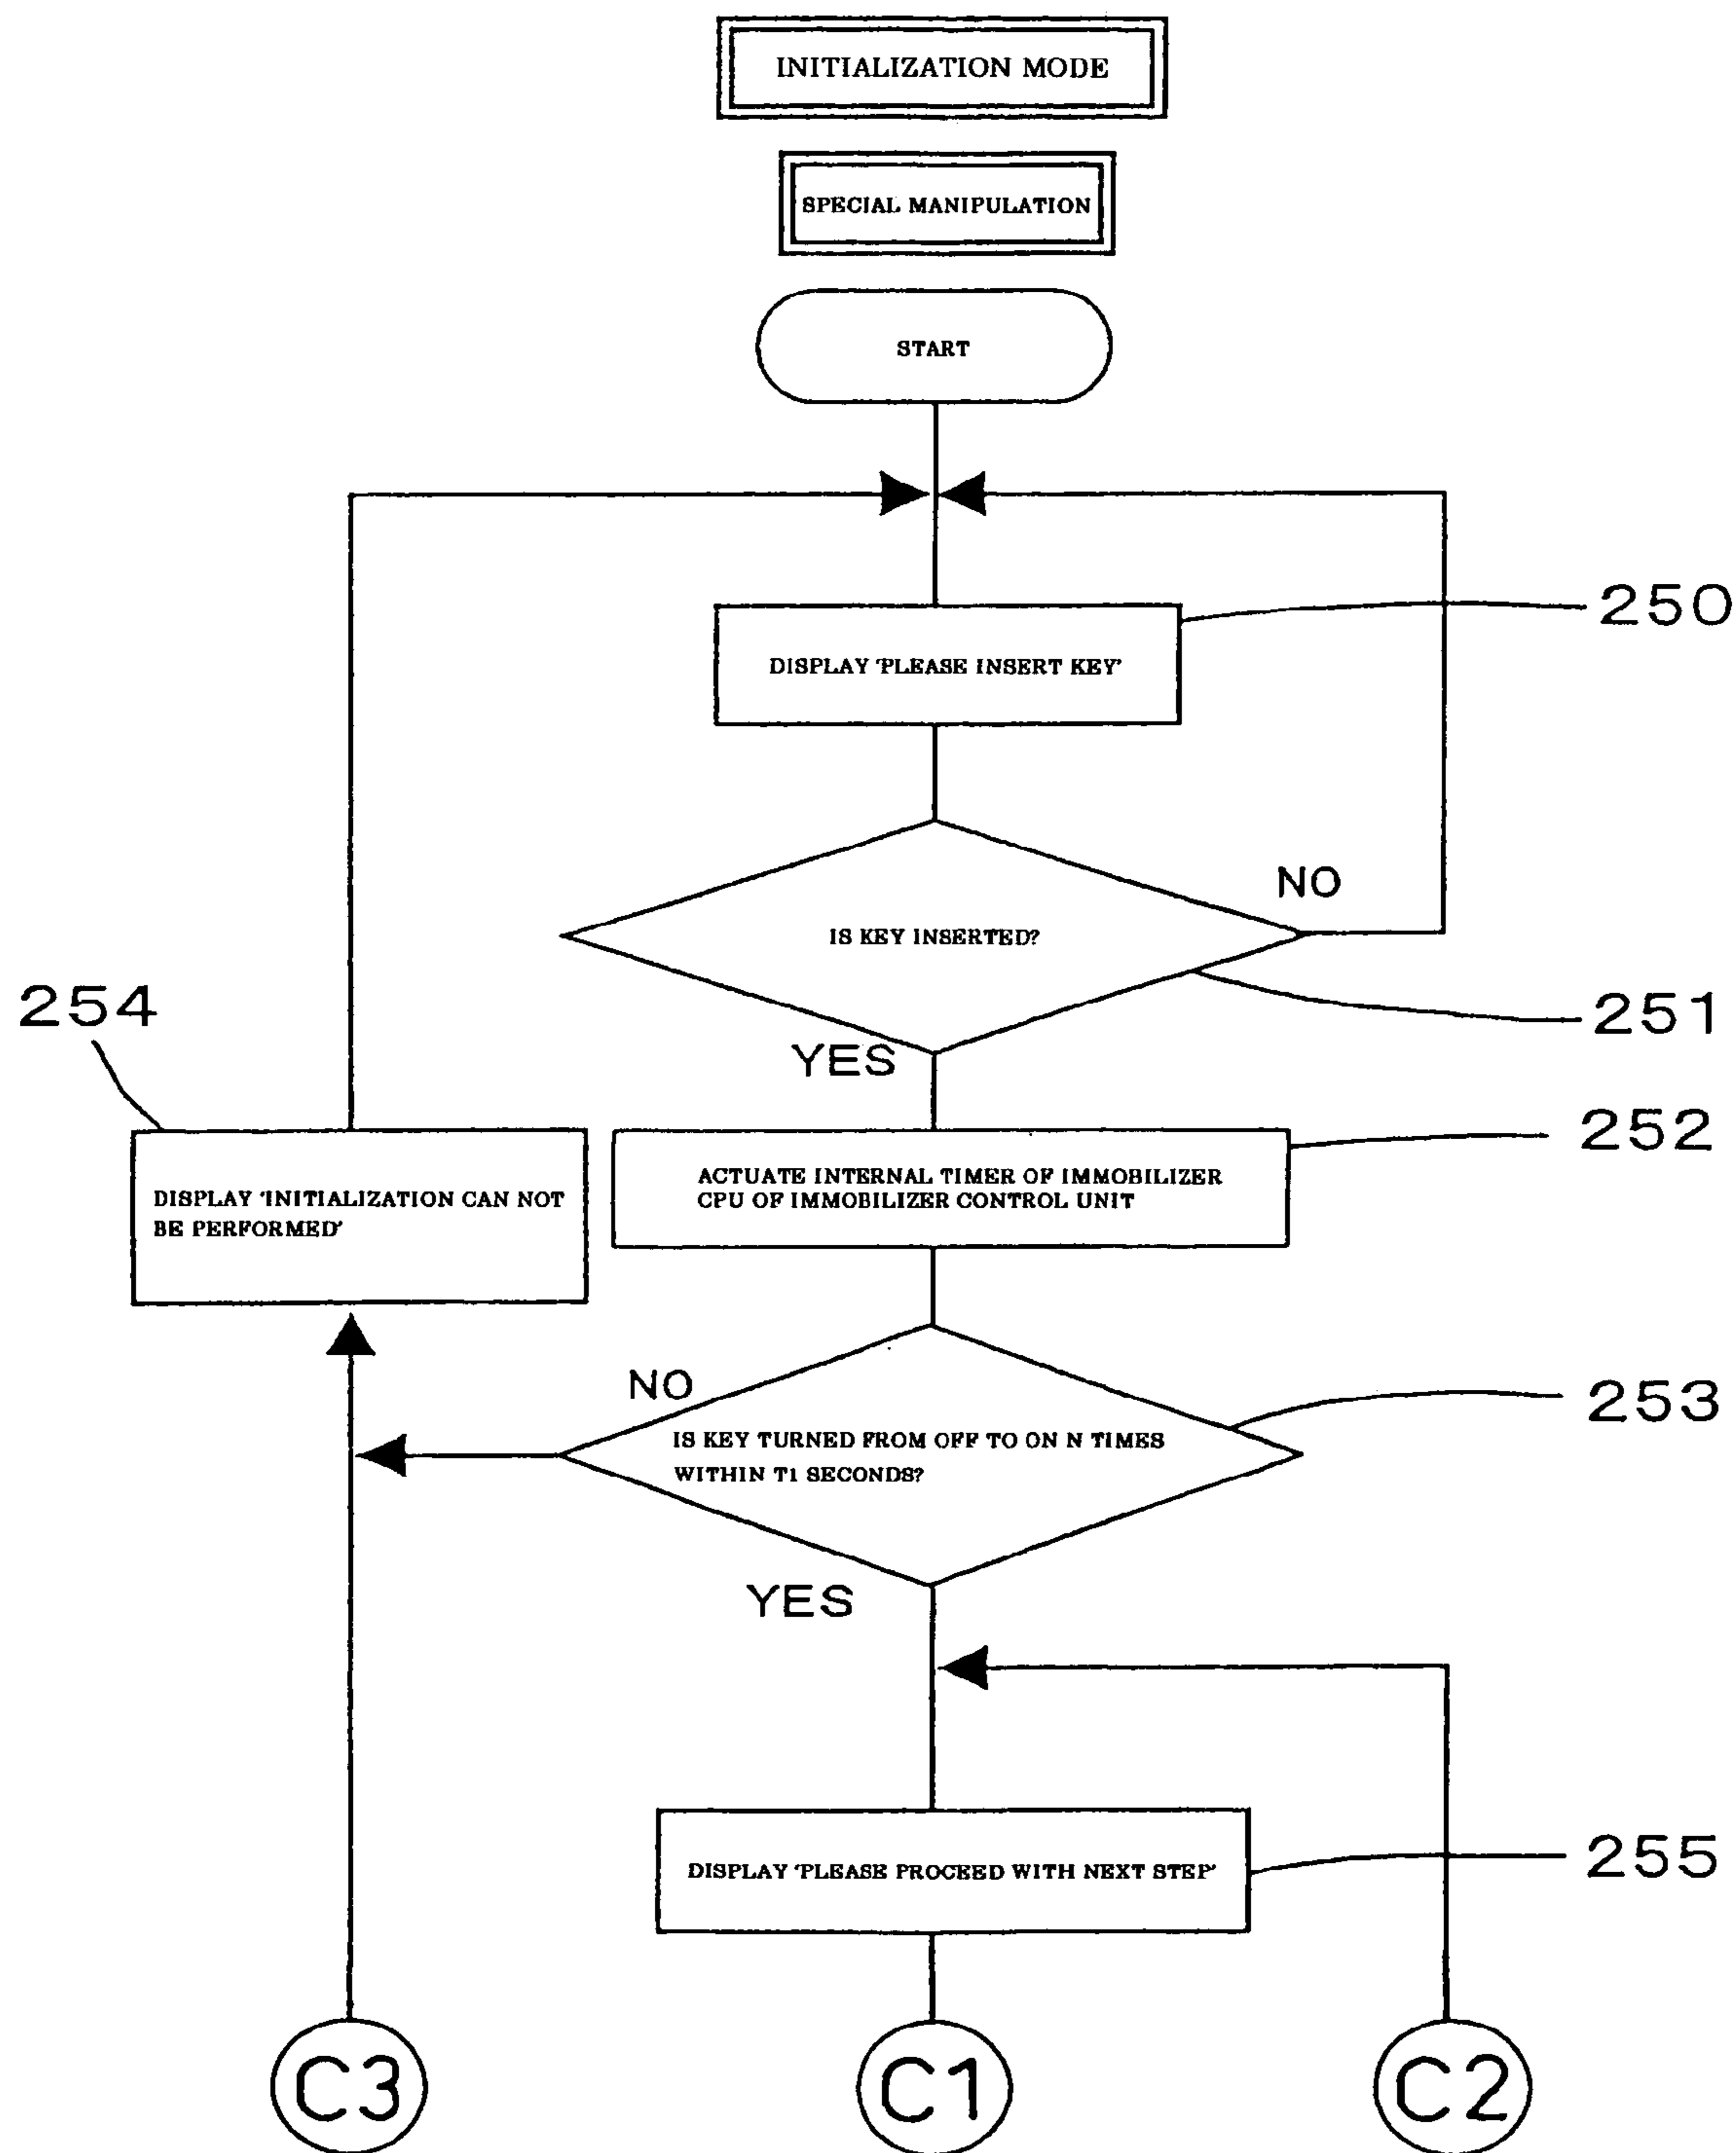 INITIALIZATION MODE
SPECIAL MANIPULATION
START
250
DISPLAY 'PLEASE INSERT KEY'
NO
IS KEY INSERTED?
251
YES
254
252
DISPLAY 'INITIALIZATION CAN NOT
BE PERFORMED'
ACTUATE INTERNAL TIMER OF IMMOBILIZER
CPU OF IMMOBILIZER CONTROL UNIT
NO
253
IS KEY TURNED FROM OFF TO ON N TIMES
WITHIN T1 SECONDS?
YES
255
DISPLAY 'PLEASE PROCEED WITH NEXT STEP'
C3
C1
C2